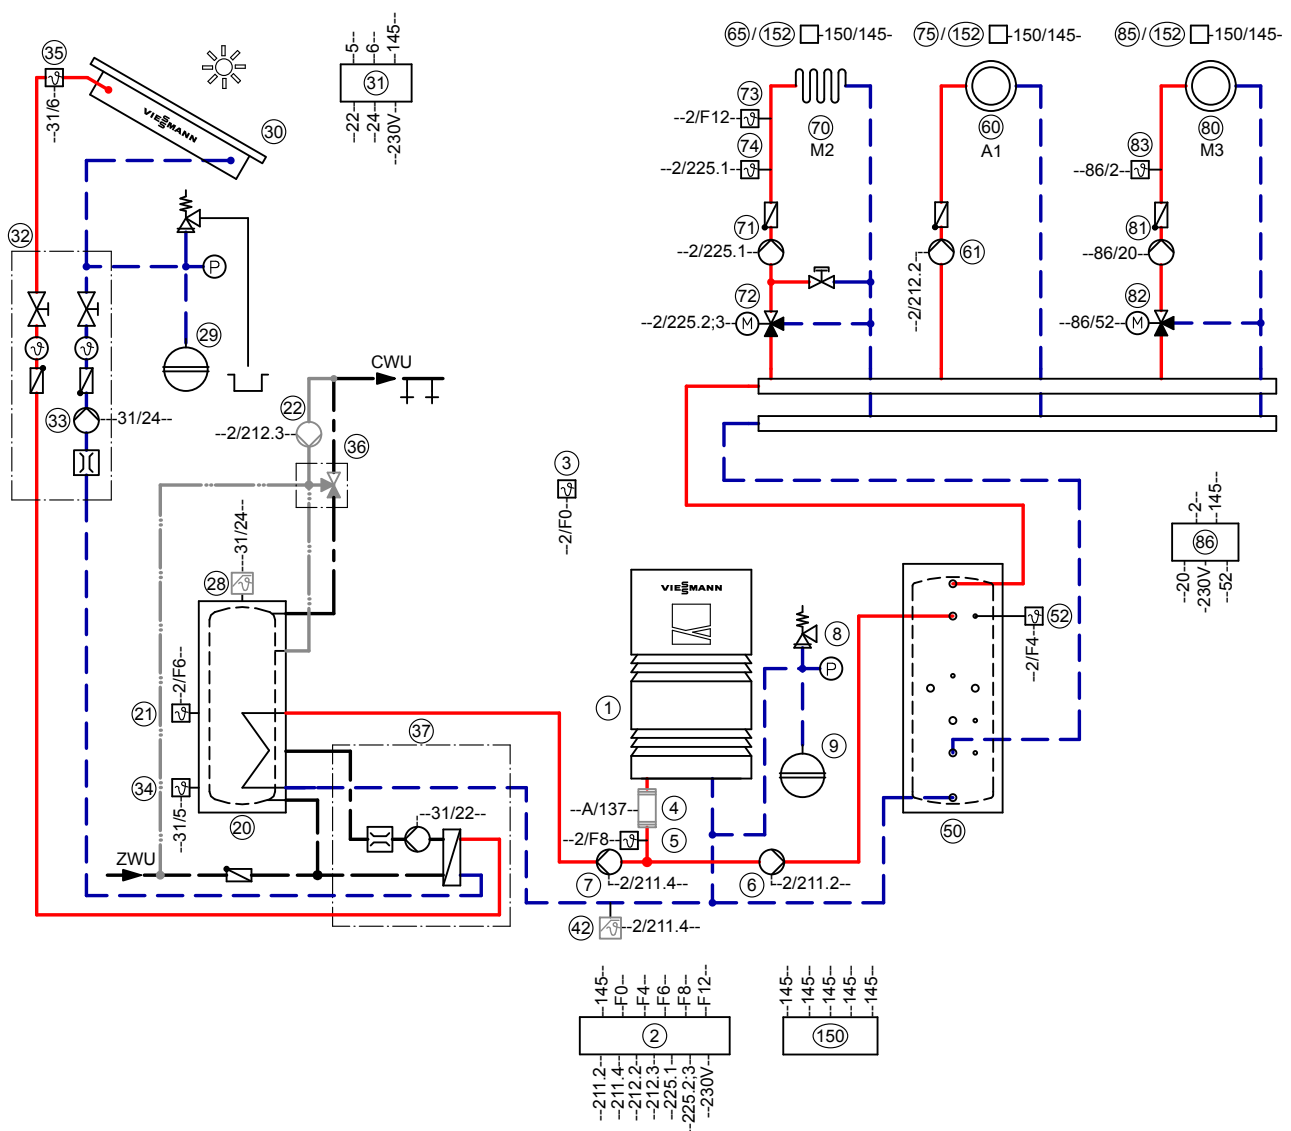 35
--31/6--
VIESSMANN
30
--5--
--6--
--145--
31
--22--
--24--
--230V--
65 / 152 -150/145-
75 / 152 -150/145-
85 / 152 -150/145-
73
--2/F12--
74
--2/225.1--
70
M2
60
A1
80
M3
83
--86/2--
71
--2/225.1--
61
--2/212.2--
81
--86/20--
72
--2/225.2;3-- M
82
--86/52-- M
32
P
29
33
--31/24--
CWU
22
--2/212.3--
36
3
--2/F0--
--2--
--145--
86
--20--
--230V--
--52--
--31/24--
28
VIESSMANN
8
P
52
--2/F4--
--2/F6--
21
1
37
9
34
--31/5--
20
--31/22--
--A/137--
4
--2/F8--
5
50
ZWU
7
--2/211.4--
6
--2/211.2--
42
--2/211.4--
--145--
--F0--
--F4--
--F6--
--F8--
--F12--
2
--211.2--
--211.4--
--212.2--
--212.3--
--225.1--
--225.2;3--
--230V--
--145--
--145--
--145--
--145--
--145--
150